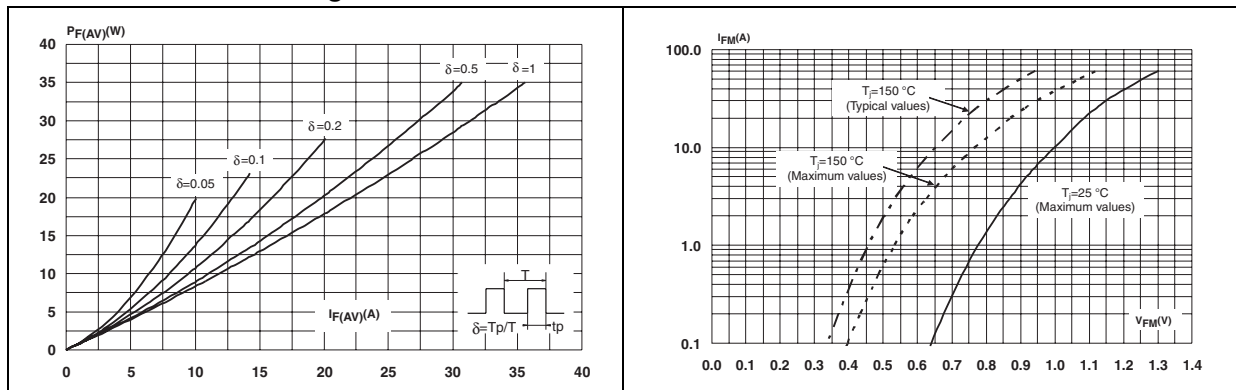 PF(AV)(W)
40
35
30
25
20
15
10
5
0
δ=0.05
δ=0.1
δ=0.2
δ=0.5
δ=1
T
IF(AV)(A)
δ=Tp/T
tp
0 5 10 15 20 25 30 35 40
IFM(A)
100.0
10.0
1.0
0.1
Tj=150 °C
(Typical values)
Tj=150 °C
(Maximum values)
Tj=25 °C
(Maximum values)
VFM(V)
0.0 0.1 0.2 0.3 0.4 0.5 0.6 0.7 0.8 0.9 1.0 1.1 1.2 1.3 1.4